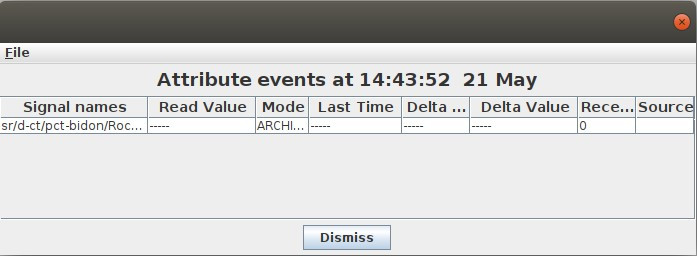 File
Attribute events at 14:43:52 21 May
Signal names Read Value Mode Last Time Delta ... Delta Value Rece... Source
sr/d-ct/pct-bidon/Roc... ----- ARCHI... ----- ----- ----- 0
Dismiss